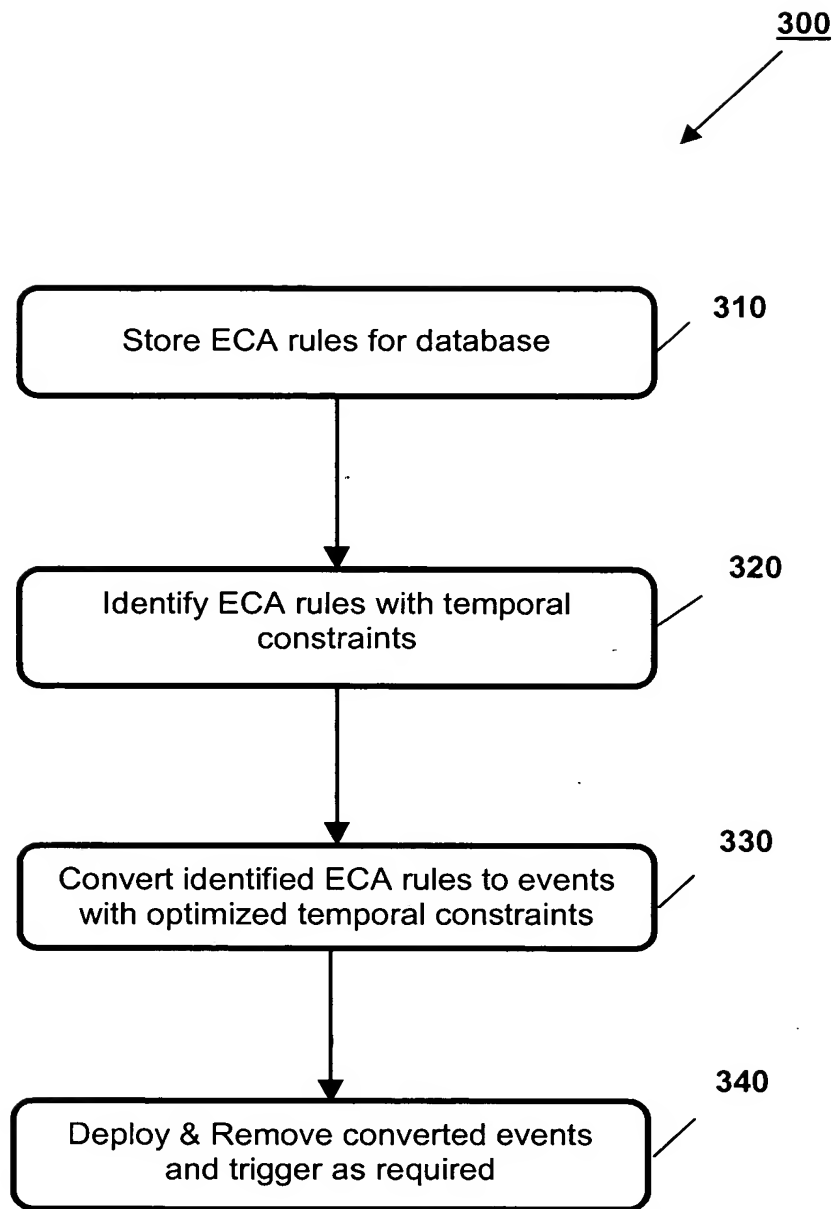 300
310
Store ECA rules for database
320
Identify ECA rules with temporal
constraints
330
Convert identified ECA rules to events
with optimized temporal constraints
340
Deploy & Remove converted events
and trigger as required